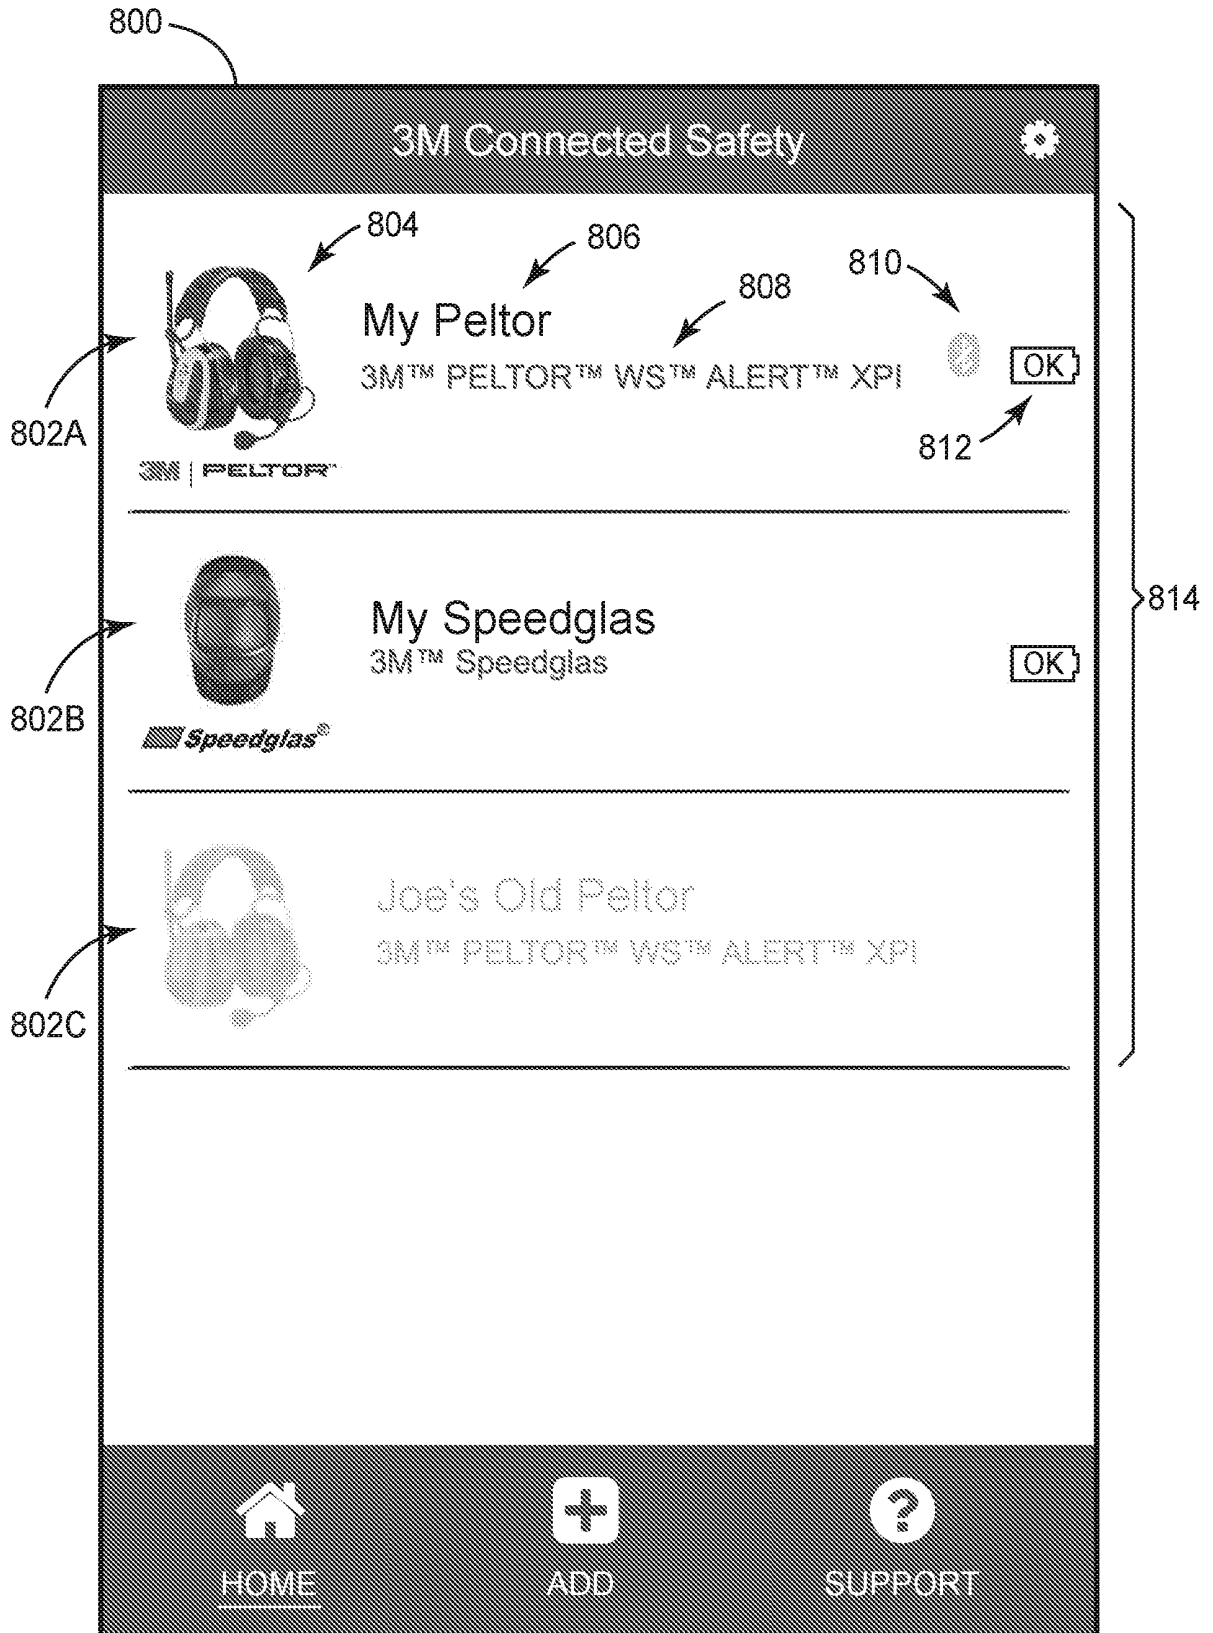 800
3M Connected Safety
804
806
810
808
My Peltor
3M™ PELTOR™ WS™ ALERT™ XPI
OK
802A
812
3M | PELTOR™
My Speedglas
814
3M™ Speedglas
OK
802B
Speedglas®
Joe's Old Peltor
3M™ PELTOR™ WS™ ALERT™ XPI
802C
HOME
ADD
SUPPORT